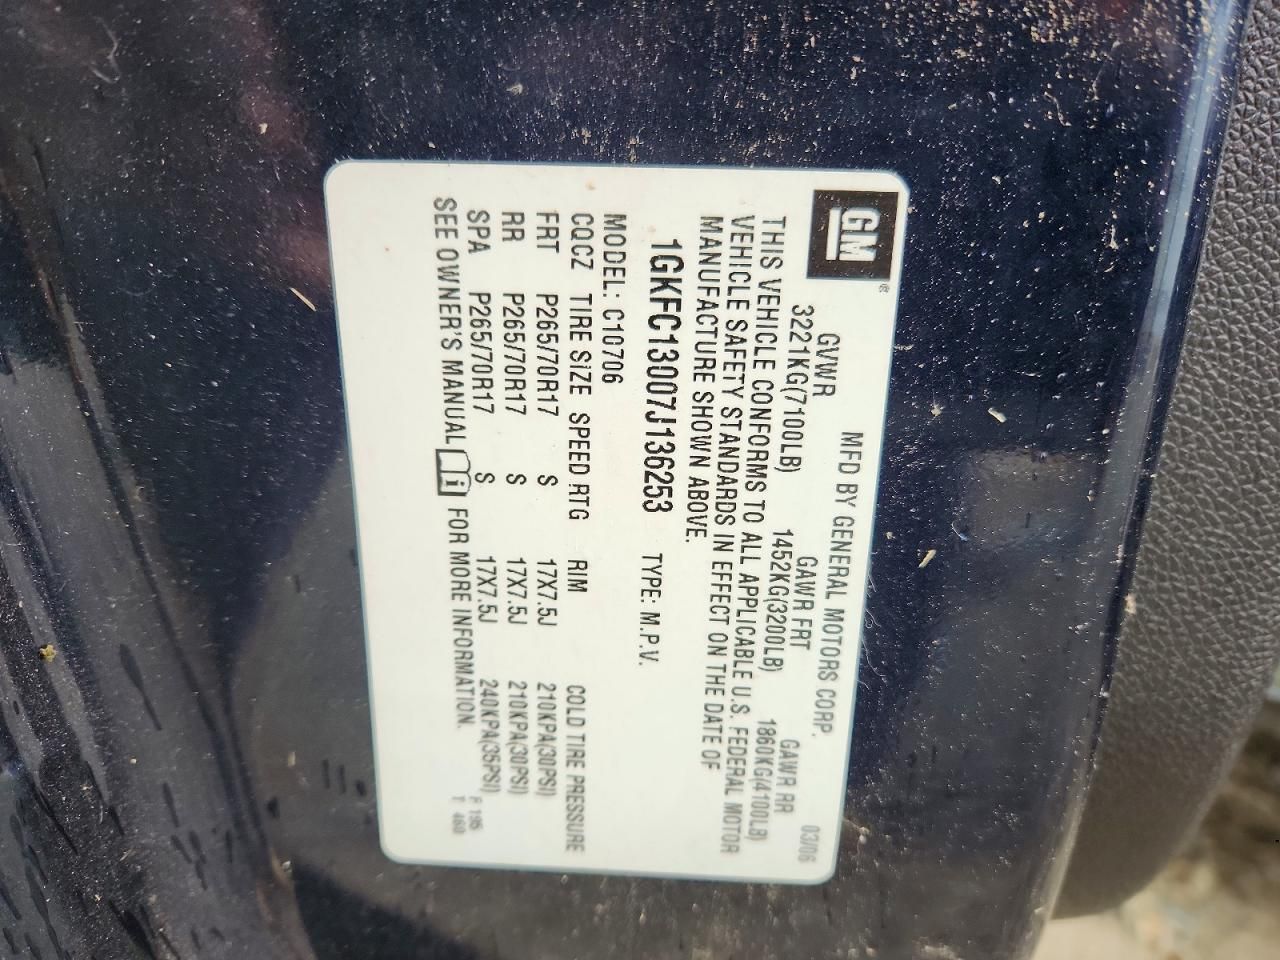 GM®
MFD BY GENERAL MOTORS CORP. 03/06
GVWR GAWR FRT GAWR RR
3221KG(7100LB) 1452KG(3200LB) 1860KG(4100LB)
THIS VEHICLE CONFORMS TO ALL APPLICABLE U.S. FEDERAL MOTOR
VEHICLE SAFETY STANDARDS IN EFFECT ON THE DATE OF
MANUFACTURE SHOWN ABOVE.
1GKFC13007J136253 TYPE: M.P.V.
MODEL: C10706
CQCZ TIRE SIZE SPEED RTG RIM COLD TIRE PRESSURE
FRT P265/70R17 S 17X7.5J 210KPA(30PSI)
RR P265/70R17 S 17X7.5J 210KPA(30PSI)
SPA P265/70R17 S 17X7.5J 240KPA(35PSI)
SEE OWNER'S MANUAL i FOR MORE INFORMATION.